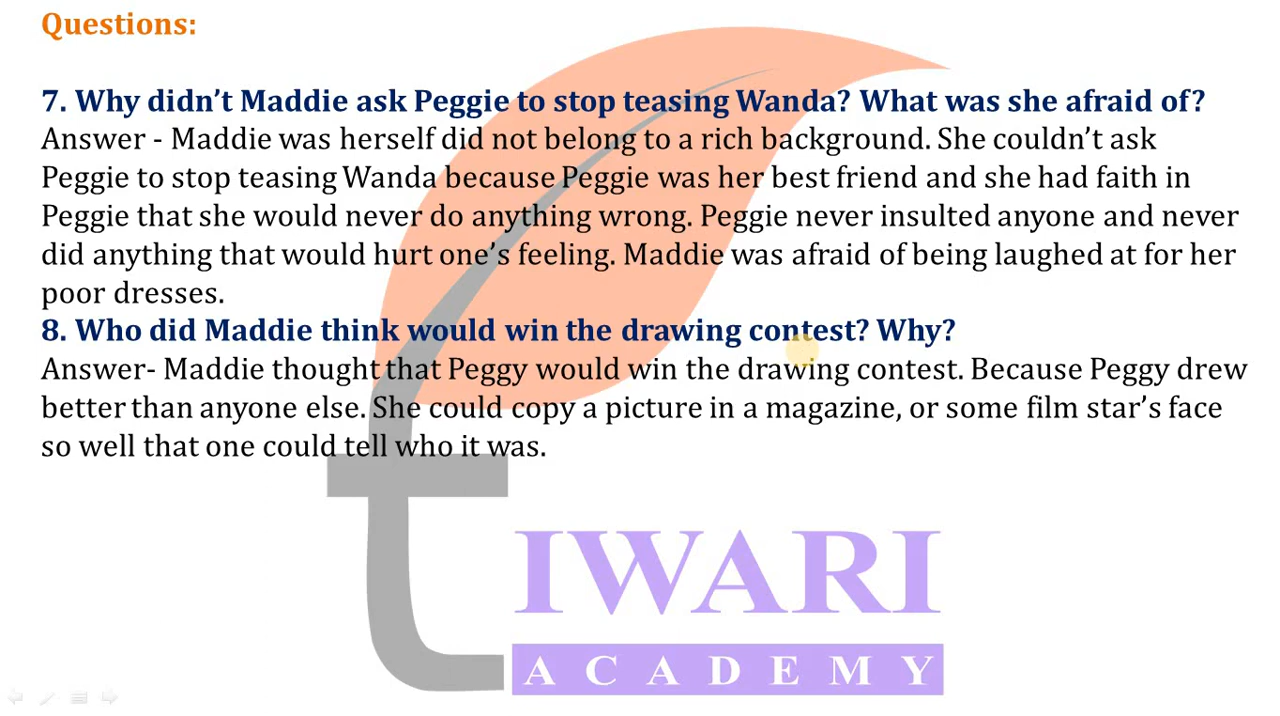 Questions:
7. Why didn’t Maddie ask Peggie to stop teasing Wanda? What was she afraid of?
Answer - Maddie was herself did not belong to a rich background. She couldn’t ask
Peggie to stop teasing Wanda because Peggie was her best friend and she had faith in
Peggie that she would never do anything wrong. Peggie never insulted anyone and never
did anything that would hurt one’s feeling. Maddie was afraid of being laughed at for her
poor dresses.
8. Who did Maddie think would win the drawing contest? Why?
Answer- Maddie thought that Peggy would win the drawing contest. Because Peggy drew
better than anyone else. She could copy a picture in a magazine, or some film star’s face
so well that one could tell who it was.
tIWARI
ACADEMY